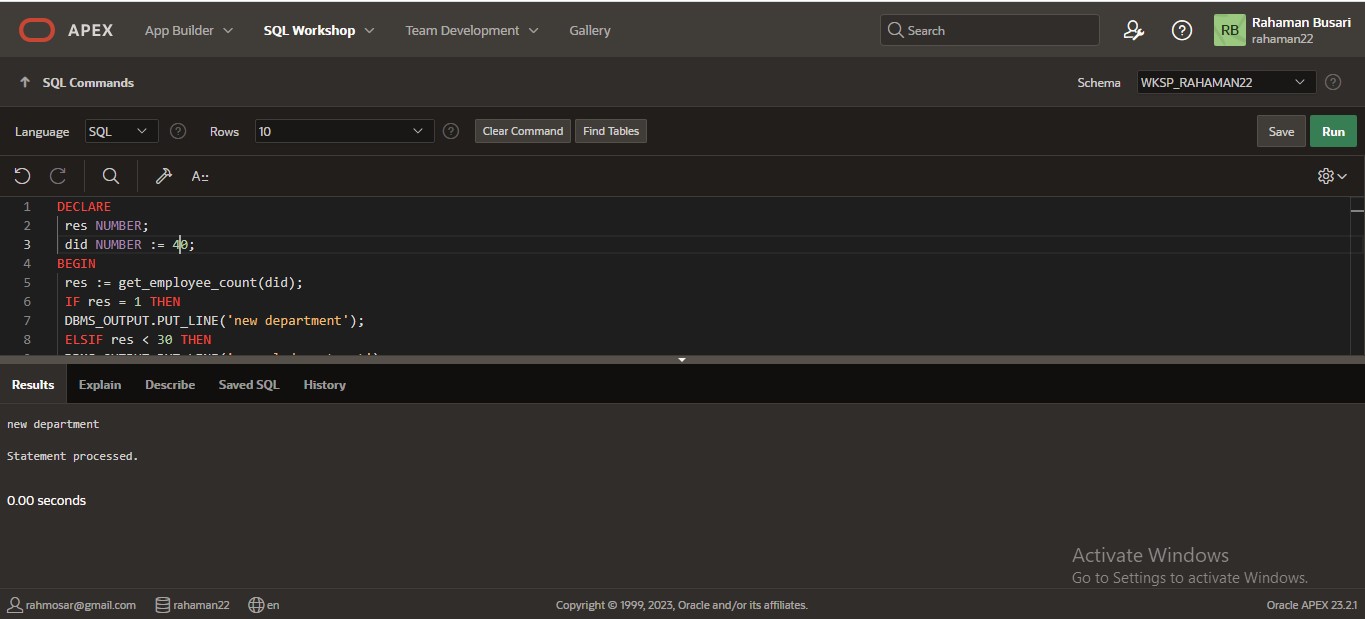 APEX App Builder SQL Workshop Team Development Gallery Search RB Rahaman Busari
rahaman22
SQL Commands Schema WKSP_RAHAMAN22
Language SQL Rows 10 Clear Command Find Tables Save Run
A::
1 DECLARE
2 res NUMBER;
3 did NUMBER := 40;
4 BEGIN
5 res := get_employee_count(did);
6 IF res = 1 THEN
7 DBMS_OUTPUT.PUT_LINE('new department');
8 ELSIF res < 30 THEN
Results Explain Describe Saved SQL History
new department
Statement processed.
0.00 seconds
Activate Windows
Go to Settings to activate Windows.
rahmosar@gmail.com rahaman22 en Copyright © 1999, 2023, Oracle and/or its affiliates. Oracle APEX 23.2.1